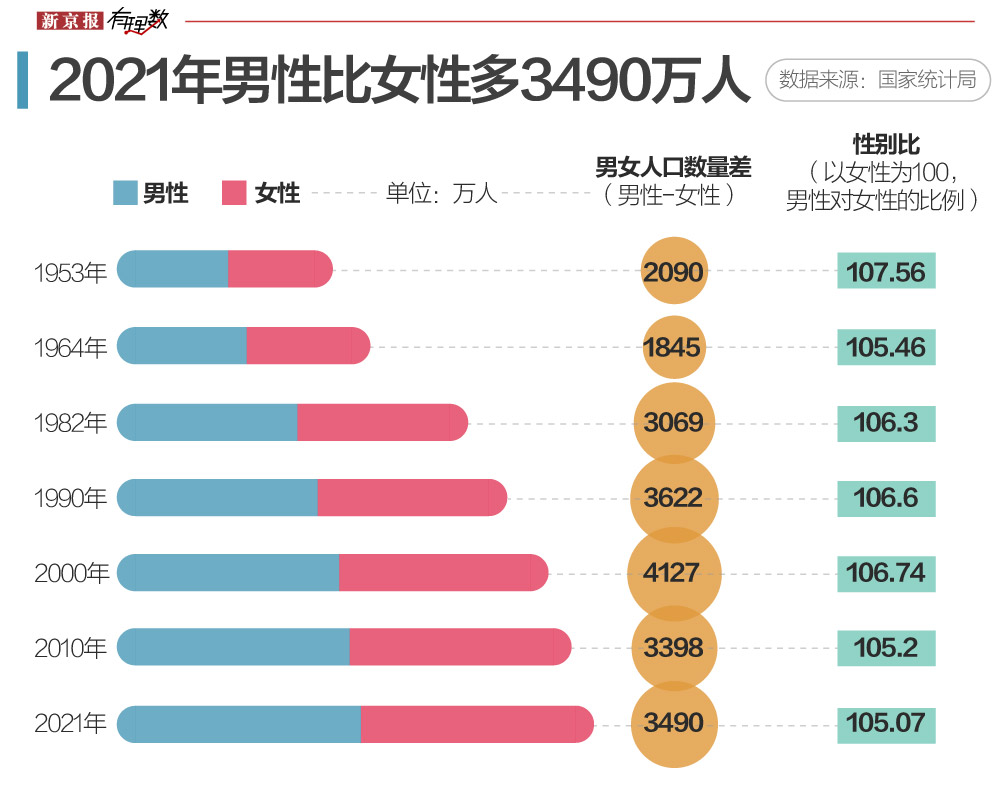 新京报 有理数
2021年男性比女性多3490万人
数据来源：国家统计局
男性 女性 单位：万人
男女人口数量差
（男性-女性）
性别比
（以女性为100，
男性对女性的比例）
1953年 2090 107.56
1964年 1845 105.46
1982年 3069 106.3
1990年 3622 106.6
2000年 4127 106.74
2010年 3398 105.2
2021年 3490 105.07